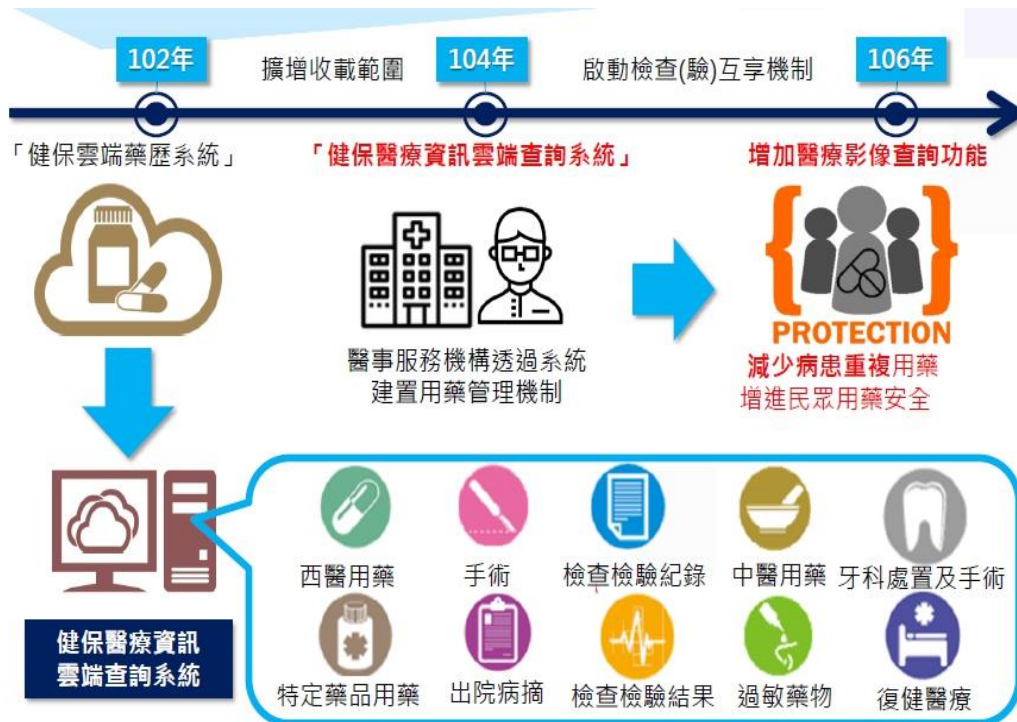 102年
擴增收載範圍
104年
啟動檢查(驗)互享機制
106年
「健保雲端藥歷系統」
「健保醫療資訊雲端查詢系統」
增加醫療影像查詢功能
PROTECTION
醫事服務機構透過系統
建置用藥管理機制
減少病患重複用藥
增進民眾用藥安全
西醫用藥
手術
檢查檢驗紀錄
中醫用藥
牙科處置及手術
健保醫療資訊
雲端查詢系統
特定藥品用藥
出院病摘
檢查檢驗結果
過敏藥物
復健醫療